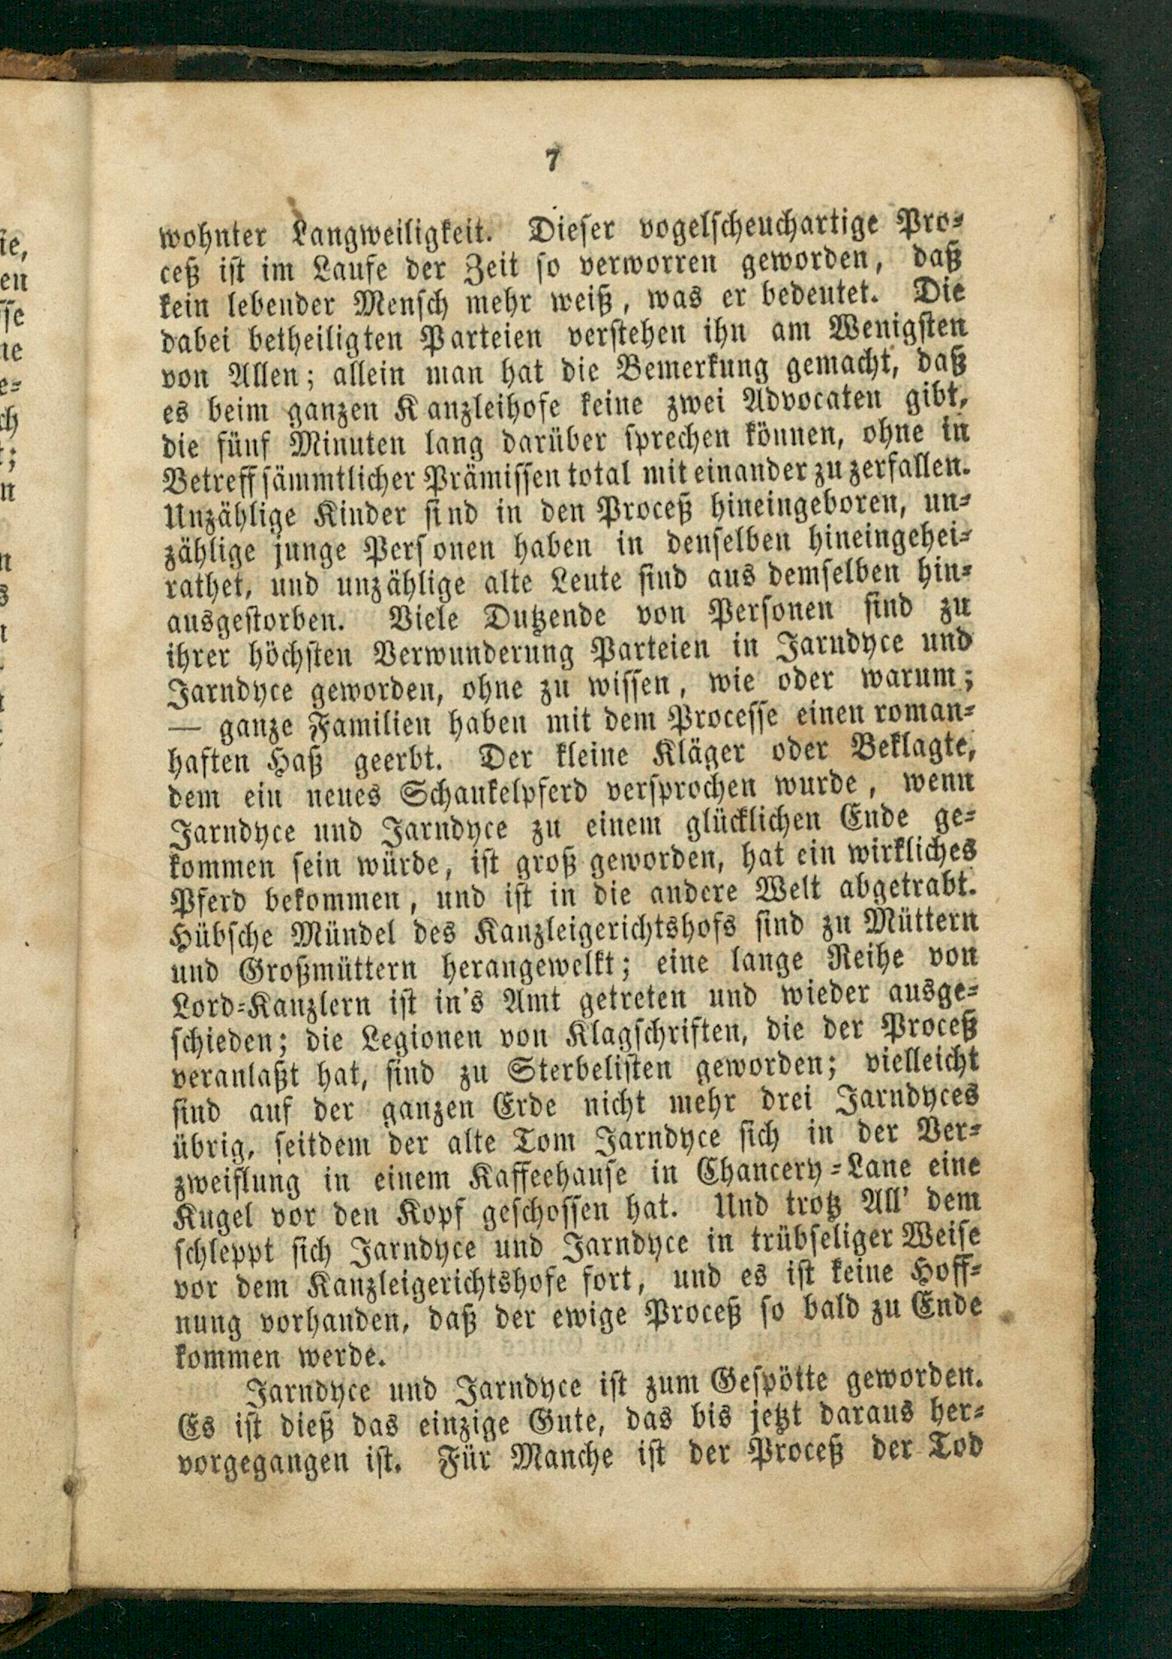 7
wohnter Langweiligkeit. Dieser vogelscheuchartige Pro-
ceß ist im Laufe der Zeit so verworren geworden, daß
kein lebender Mensch mehr weiß, was er bedeutet. Die
dabei betheiligten Parteien verstehen ihn am Wenigsten
von Allen; allein man hat die Bemerkung gemacht, daß
es beim ganzen Kanzleihofe keine zwei Advocaten gibt,
die fünf Minuten lang darüber sprechen können, ohne in
Betreff sämmtlicher Prämissen total mit einander zu zerfallen.
Unzählige Kinder sind in den Proceß hineingeboren, un-
zählige junge Personen haben in denselben hineingehei-
rathet, und unzählige alte Leute sind aus demselben hin-
ausgestorben. Viele Dutzende von Personen sind zu
ihrer höchsten Verwunderung Parteien in Jarndyce und
Jarndyce geworden, ohne zu wissen, wie oder warum;
— ganze Familien haben mit dem Processe einen roman-
haften Haß geerbt. Der kleine Kläger oder Beklagte,
dem ein neues Schaukelpferd versprochen wurde, wenn
Jarndyce und Jarndyce zu einem glücklichen Ende ge-
kommen sein würde, ist groß geworden, hat ein wirkliches
Pferd bekommen, und ist in die andere Welt abgetrabt.
Hübsche Mündel des Kanzleigerichtshofs sind zu Müttern
und Großmüttern herangewelkt; eine lange Reihe von
Lord-Kanzlern ist in's Amt getreten und wieder ausge-
schieden; die Legionen von Klagschriften, die der Proceß
veranlaßt hat, sind zu Sterbelisten geworden; vielleicht
sind auf der ganzen Erde nicht mehr drei Jarndyces
übrig, seitdem der alte Tom Jarndyce sich in der Ver-
zweiflung in einem Kaffeehause in Chancery-Lane eine
Kugel vor den Kopf geschossen hat. Und trotz All' dem
schleppt sich Jarndyce und Jarndyce in trübseliger Weise
vor dem Kanzleigerichtshofe fort, und es ist keine Hoff-
nung vorhanden, daß der ewige Proceß so bald zu Ende
kommen werde.
Jarndyce und Jarndyce ist zum Gespötte geworden.
Es ist dieß das einzige Gute, das bis jetzt daraus her-
vorgegangen ist. Für Manche ist der Proceß der Tod